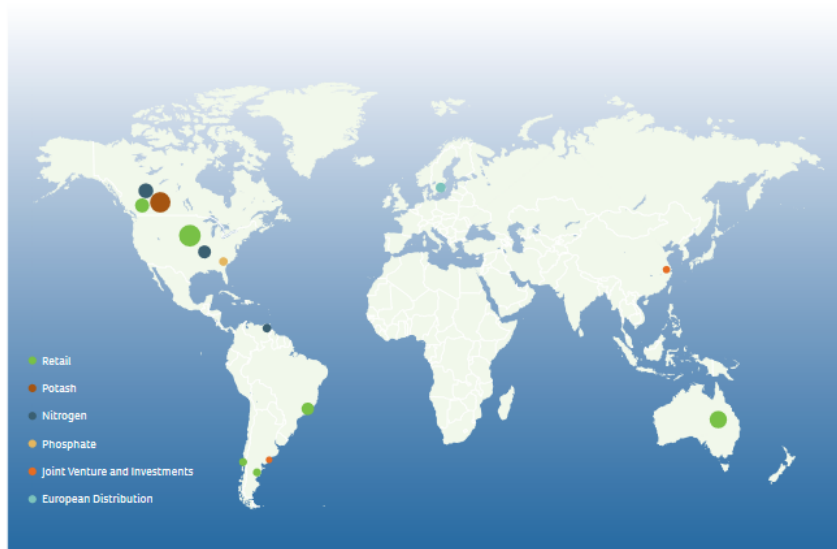 Retail
Potash
Nitrogen
Phosphate
Joint Venture and Investments
European Distribution